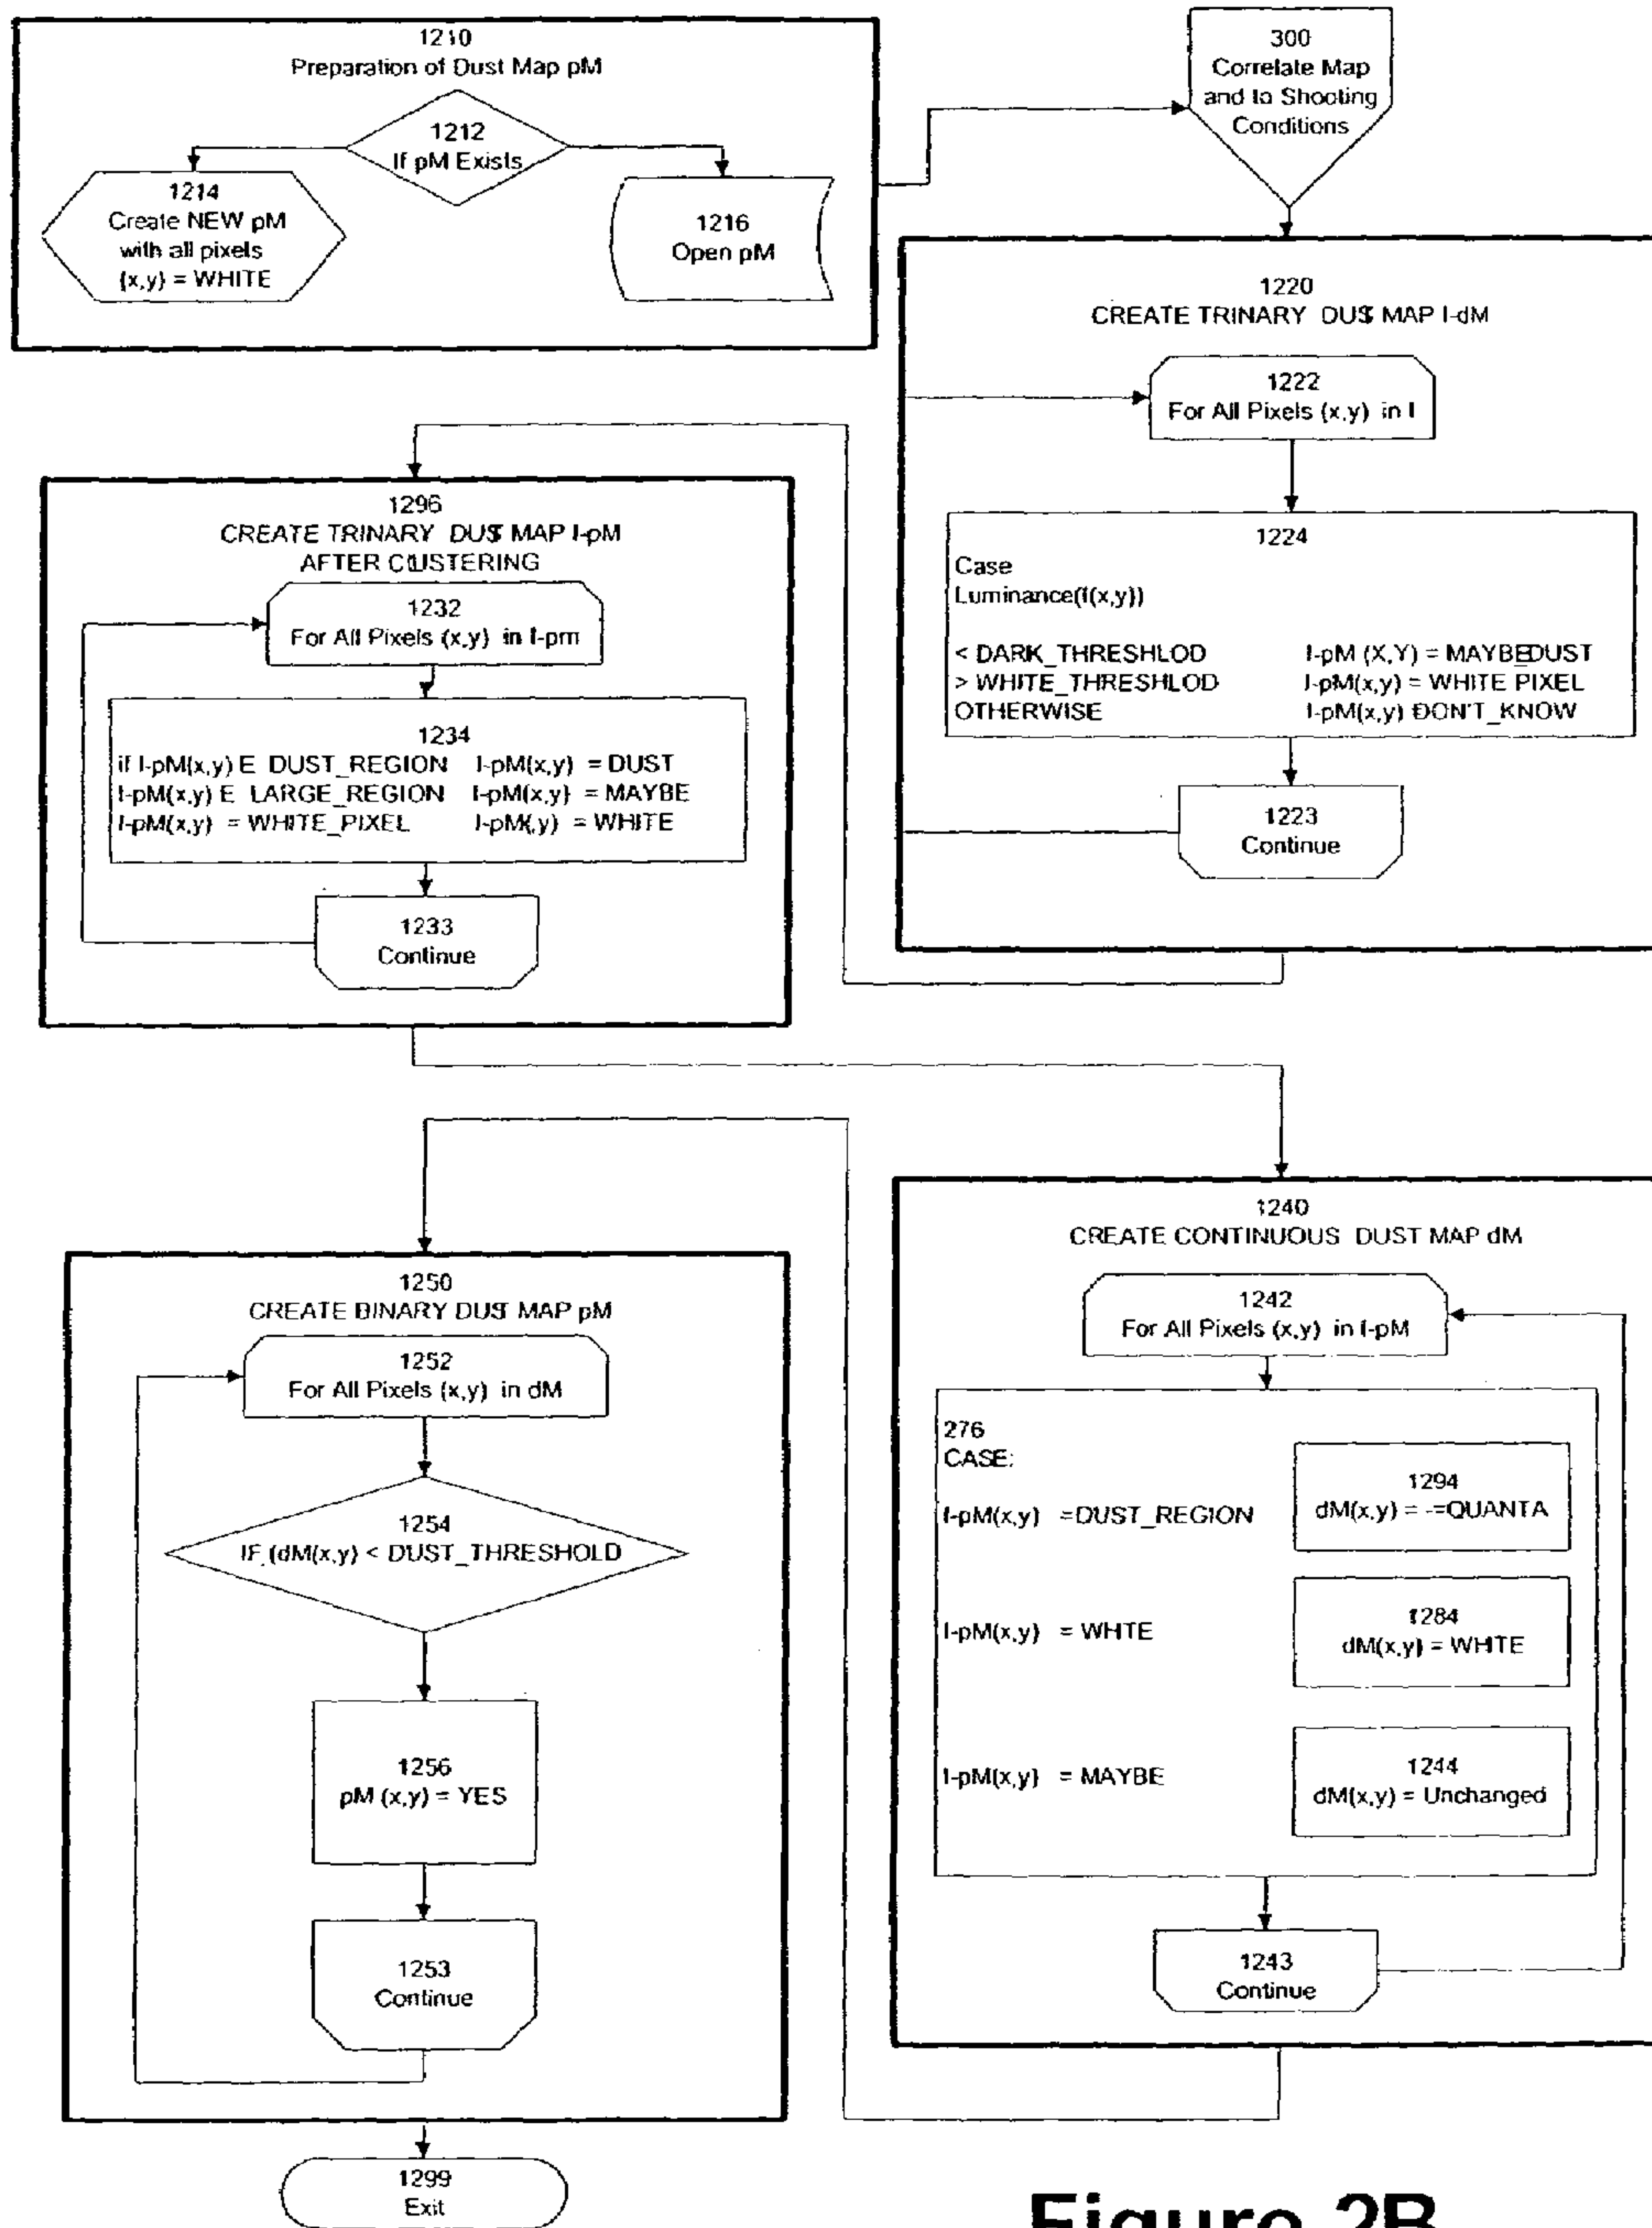 1210
Preparation of Dust Map pM
1212
If pM Exists
1214
Create NEW pM
with all pixels
(x,y) = WHITE
1216
Open pM
300
Correlate Map
and to Shooting
Conditions
1220
CREATE TRINARY DUS MAP I-dM
1222
For All Pixels (x,y) in I
1224
Case
Luminance(I(x,y))
< DARK_THRESHLOD I-pM (X,Y) = MAYBE_DUST
> WHITE_THRESHLOD I-pM(x,y) = WHITE PIXEL
OTHERWISE I-pM(x,y) = DON'T_KNOW
1223
Continue
1296
CREATE TRINARY DUS MAP I-pM
AFTER CLUSTERING
1232
For All Pixels (x,y) in I-pm
1234
if I-pM(x,y) E DUST_REGION I-pM(x,y) = DUST
I-pM(x,y) E LARGE_REGION I-pM(x,y) = MAYBE
I-pM(x,y) = WHITE_PIXEL I-pM(,y) = WHITE
1233
Continue
1240
CREATE CONTINUOUS DUST MAP dM
1242
For All Pixels (x,y) in I-pM
276
CASE:
I-pM(x,y) =DUST_REGION
1294
dM(x,y) = -=QUANTA
I-pM(x,y) = WHTE
1284
dM(x,y) = WHTE
I-pM(x,y) = MAYBE
1244
dM(x,y) = Unchanged
1243
Continue
1250
CREATE BINARY DUS MAP pM
1252
For All Pixels (x,y) in dM
1254
IF (dM(x,y) < DUST_THRESHOLD
1256
pM (x,y) = YES
1253
Continue
1299
Exit
Figure 2B